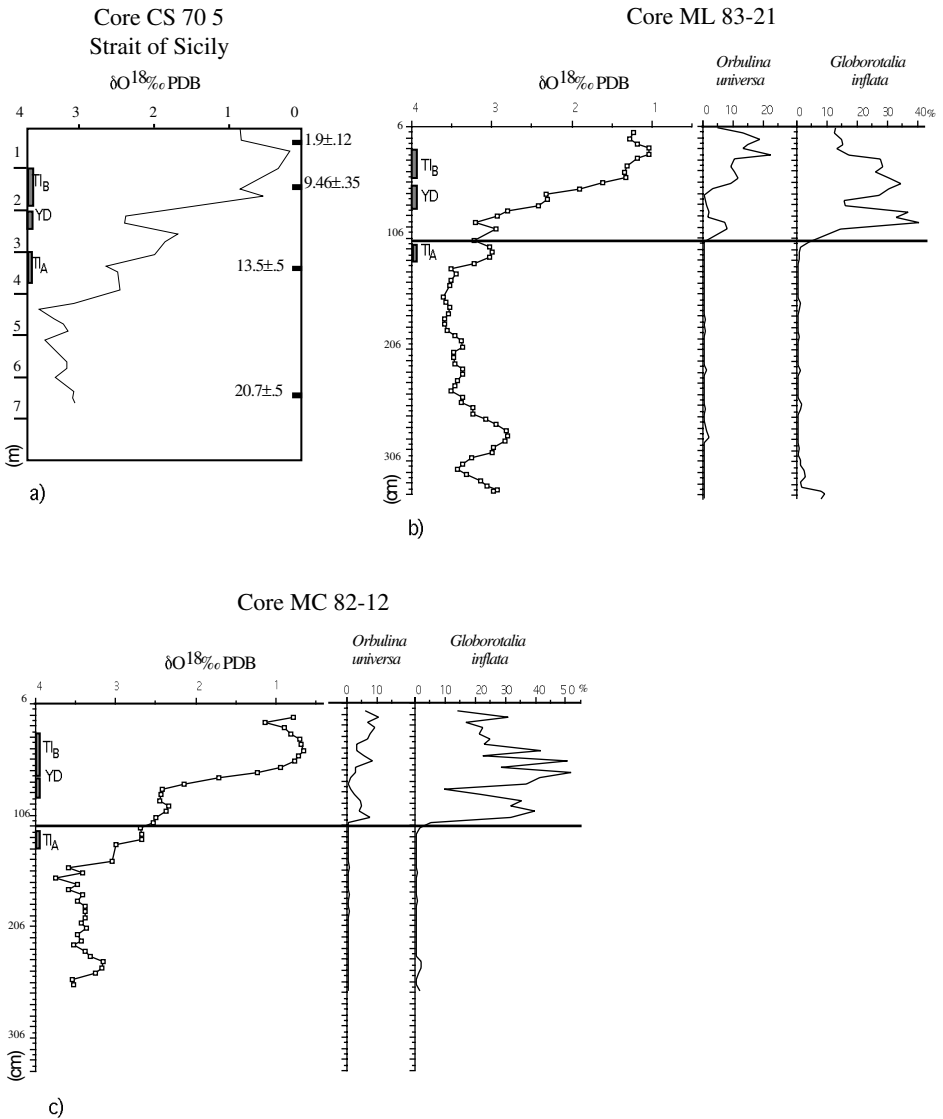 Core CS 70 5
Strait of Sicily
δO18‰ PDB
4 3 2 1 0
1
2
3
4
5
6
7
(m)
TIB
YD
TIA
1.9±.12
9.46±.35
13.5±.5
20.7±.5
a)
Core ML 83-21
δO18‰ PDB
4 3 2 1
Orbulina
universa
0 10 20
Globorotalia
inflata
0 10 20 30 40%
6
106
206
306
(cm)
TIB
YD
TIA
b)
Core MC 82-12
δO18‰ PDB
4 3 2 1
Orbulina
universa
0 10
Globorotalia
inflata
0 10 20 30 40 50 %
6
106
206
306
(cm)
TIB
YD
TIA
c)